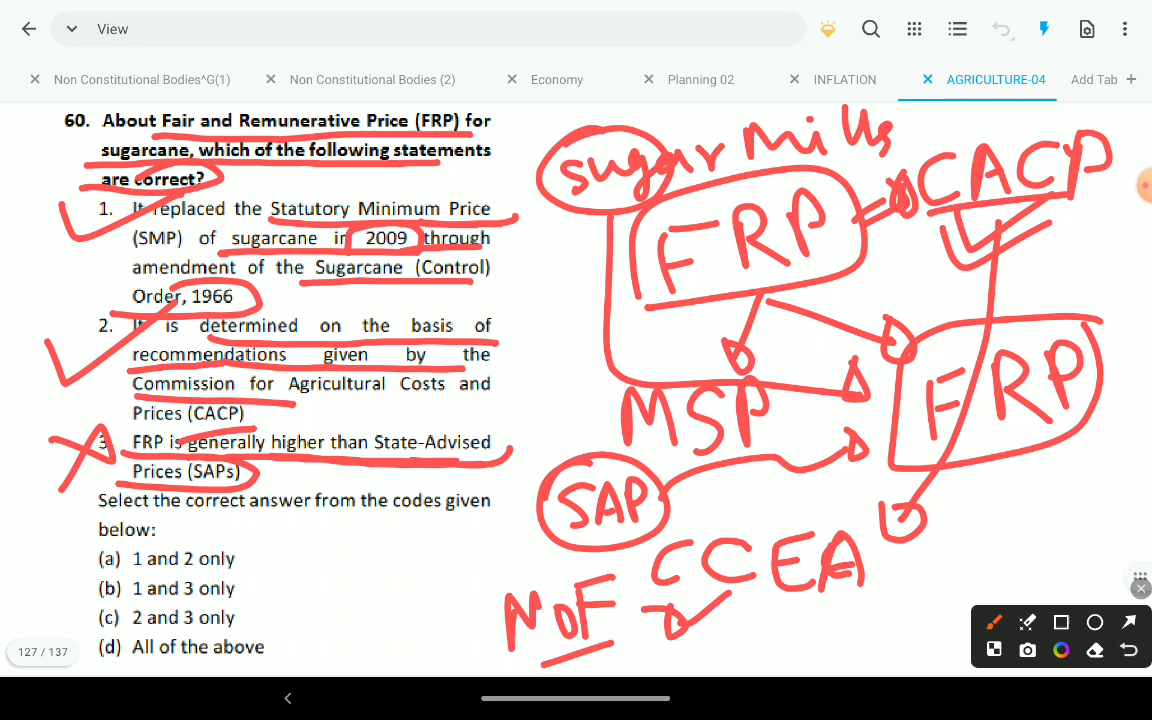 View
Non Constitutional Bodies^G(1)
Non Constitutional Bodies (2)
Economy
Planning 02
INFLATION
AGRICULTURE-04
Add Tab
60. About Fair and Remunerative Price (FRP) for
sugarcane, which of the following statements
are correct?
1. It replaced the Statutory Minimum Price
(SMP) of sugarcane in 2009 through
amendment of the Sugarcane (Control)
Order, 1966
2. It is determined on the basis of
recommendations given by the
Commission for Agricultural Costs and
Prices (CACP)
3. FRP is generally higher than State-Advised
Prices (SAPs)
Select the correct answer from the codes given
below:
(a) 1 and 2 only
(b) 1 and 3 only
(c) 2 and 3 only
(d) All of the above
sugar mills
FRP
CACP
MSP
FRP
SAP
CCEA
MOF
127 / 137